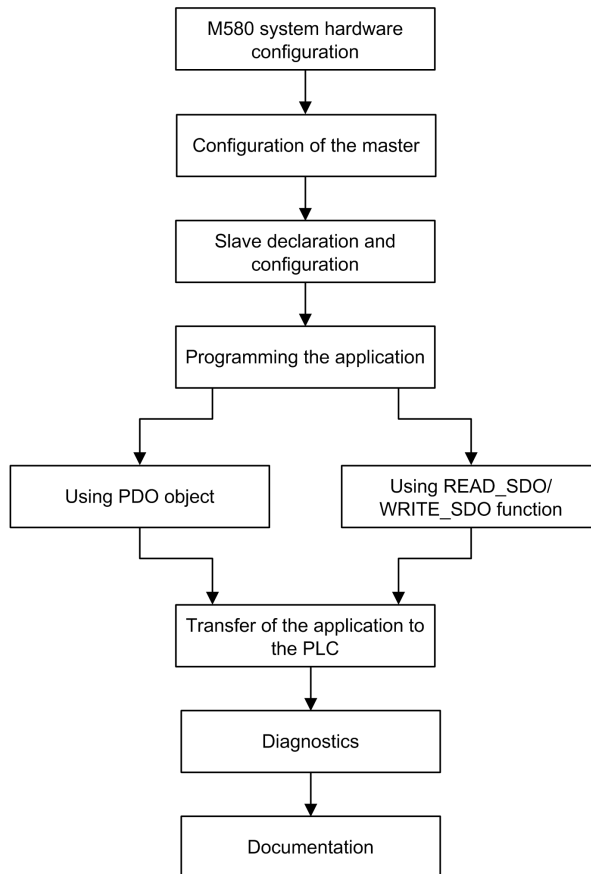 M580 system hardware
configuration
Configuration of the master
Slave declaration and
configuration
Programming the application
Using PDO object
Using READ_SDO/
WRITE_SDO function
Transfer of the application to
the PLC
Diagnostics
Documentation